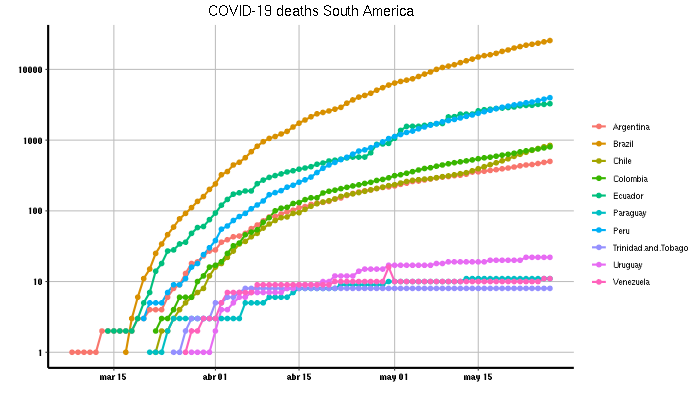 COVID-19 deaths South America
10000
1000
100
10
1
mar 15
abr 01
abr 15
may 01
may 15
Argentina
Brazil
Chile
Colombia
Ecuador
Paraguay
Peru
Trinidad.and.Tobago
Uruguay
Venezuela